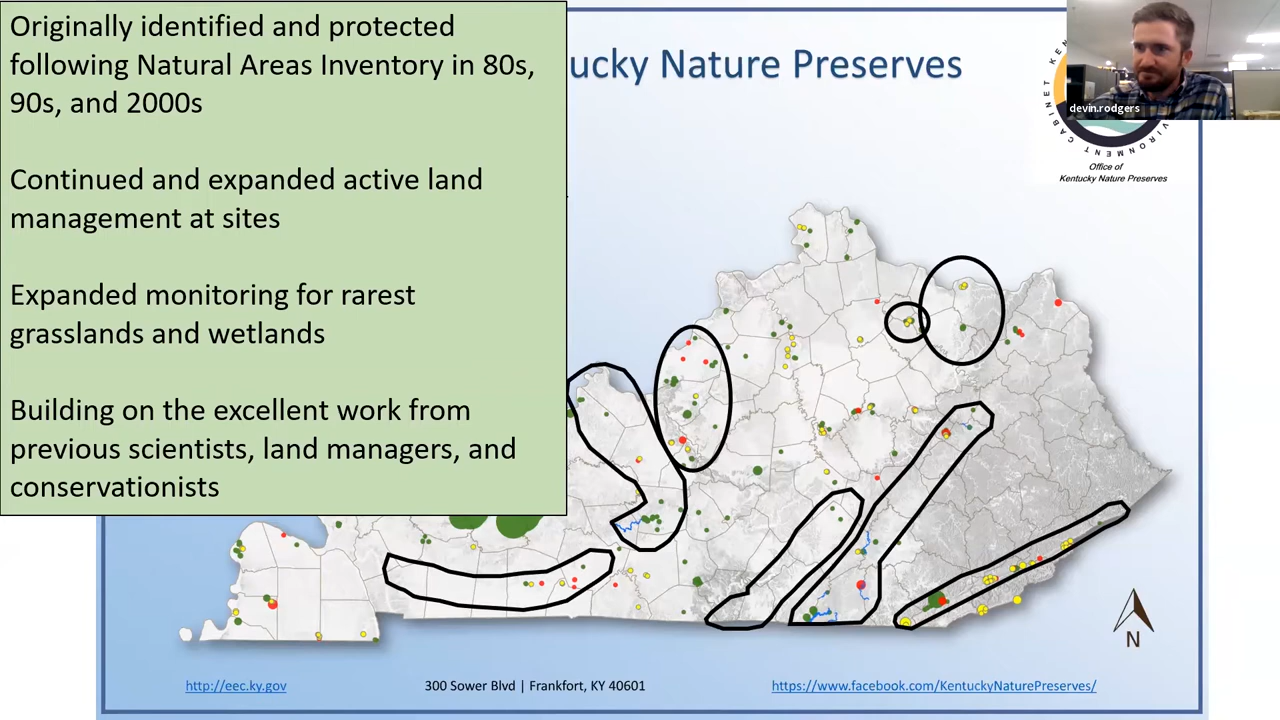 Originally identified and protected
following Natural Areas Inventory in 80s,
90s, and 2000s
Continued and expanded active land
management at sites
Expanded monitoring for rarest
grasslands and wetlands
Building on the excellent work from
previous scientists, land managers, and
conservationists
ucky Nature Preserves
devin.rodgers
CABINET
Office of
Kentucky Nature Preserves
N
http://eec.ky.gov
300 Sower Blvd | Frankfort, KY 40601
https://www.facebook.com/KentuckyNaturePreserves/